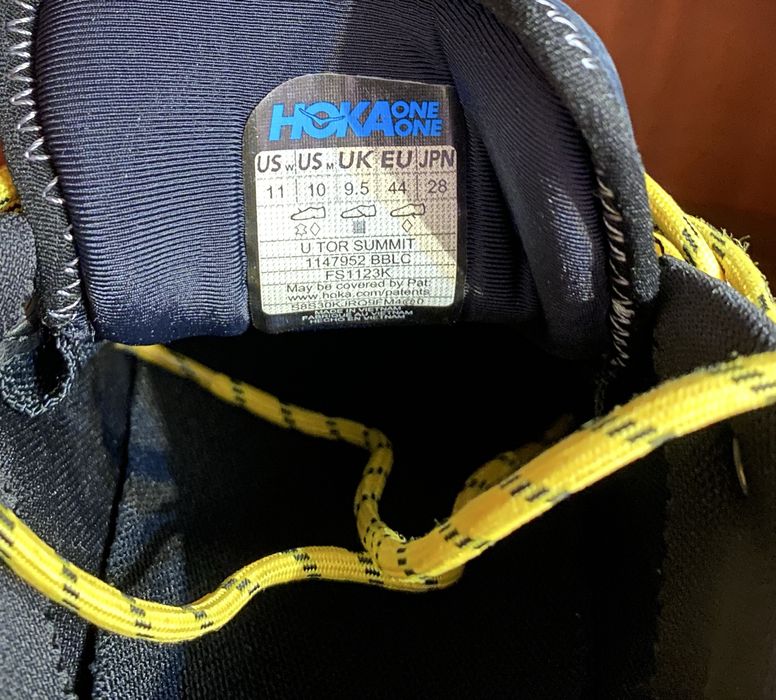 HOKA ONE ONE
US W US M UK EU JPN
11 10 9.5 44 28
U TOR SUMMIT
1147952 BBLC
FS1123K
May be covered by Pat:
www.hoka.com/patents
MADE IN VIETNAM